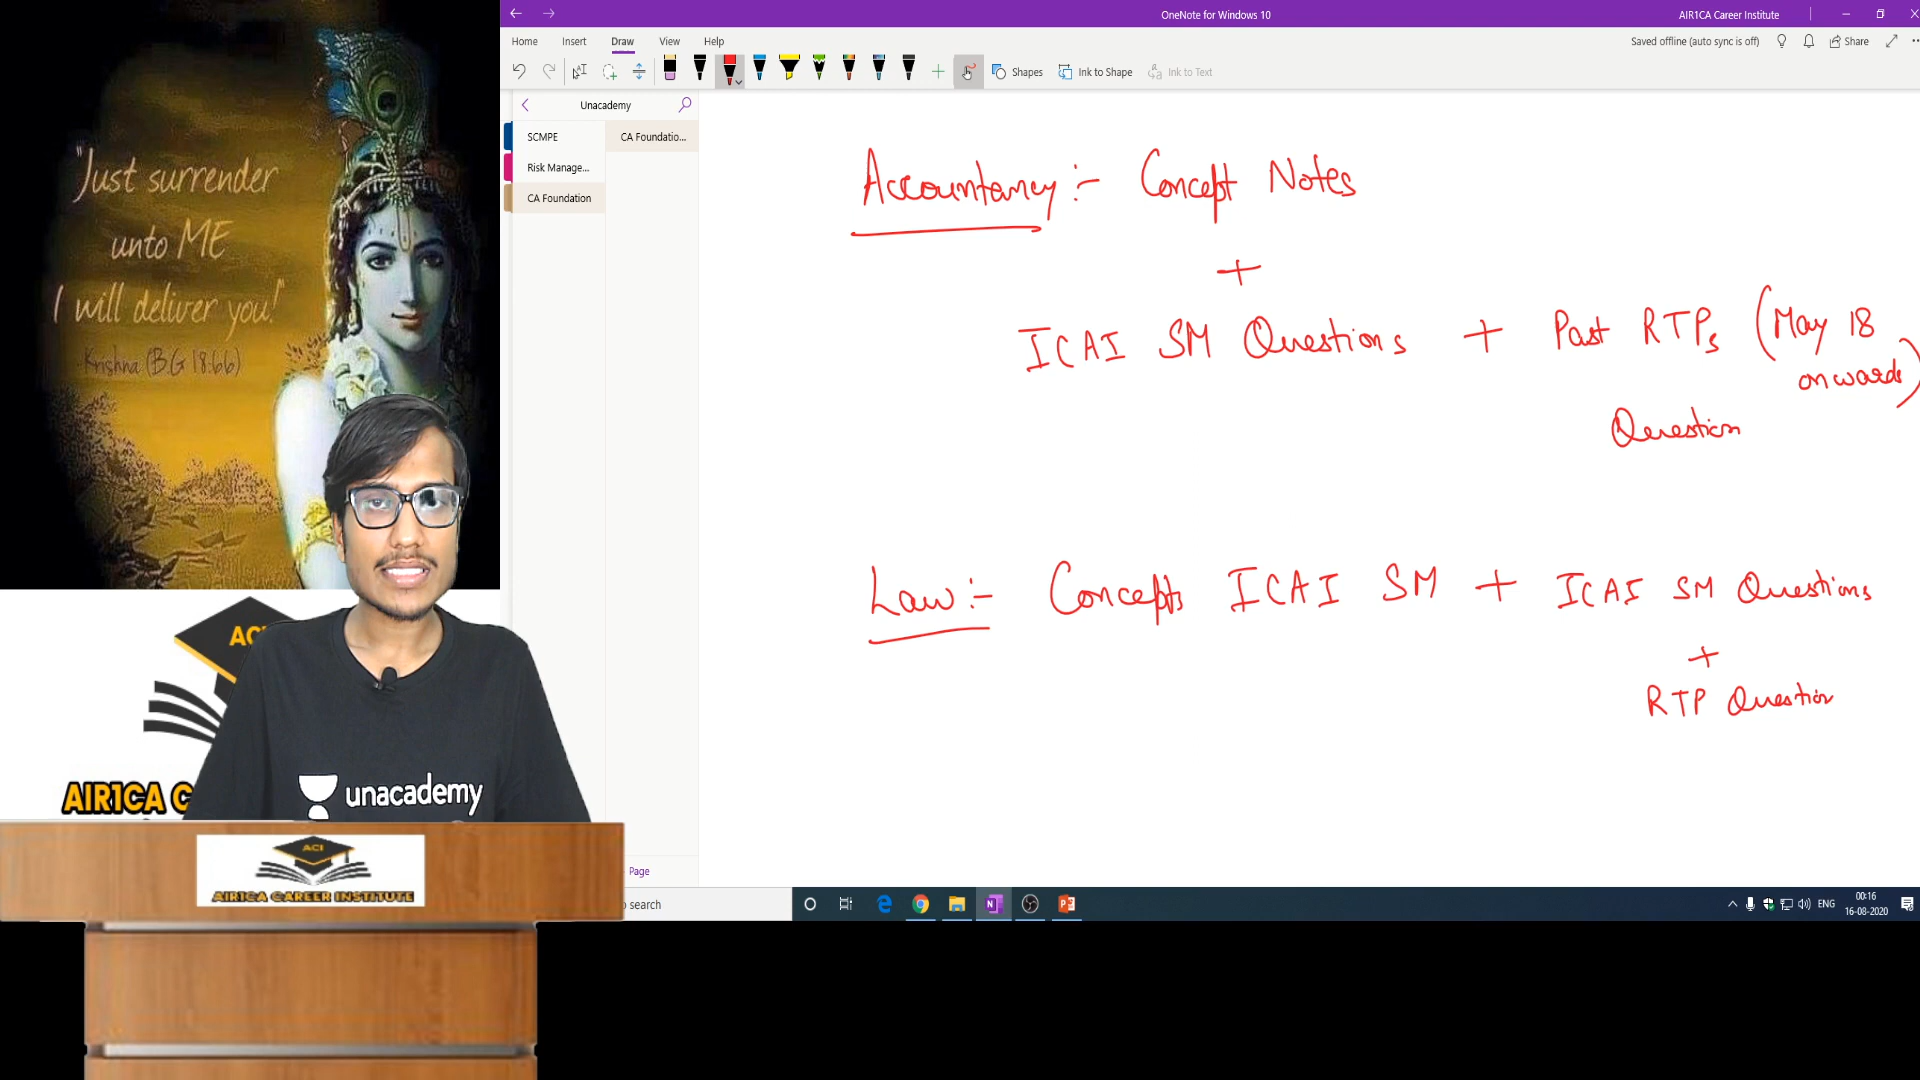 "Just surrender
unto ME
I will deliver you!"
Krishna (B.G 18:66)
ACI
AIR1CA C
unacademy
ACI
AIR1CA CAREER INSTITUTE
OneNote for Windows 10
AIR1CA Career Institute
Home Insert Draw View Help
Saved offline (auto sync is off) Share
Shapes Ink to Shape Ink to Text
Unacademy
SCMPE
Risk Manage...
CA Foundation
CA Foundatio...
Accountancy :- Concept Notes
+
ICAI SM Questions + Past RTPs (May 18
onwards)
Question
Law :- Concepts ICAI SM + ICAI SM Questions
+
RTP Question
Page
o search
ENG
00:16
16-08-2020